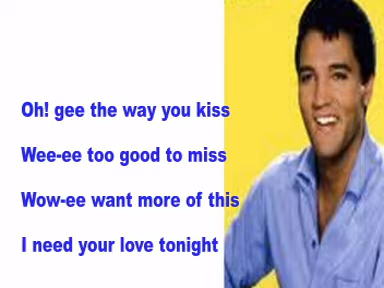 Oh! gee the way you kiss
Wee-ee too good to miss
Wow-ee want more of this
I need your love tonight